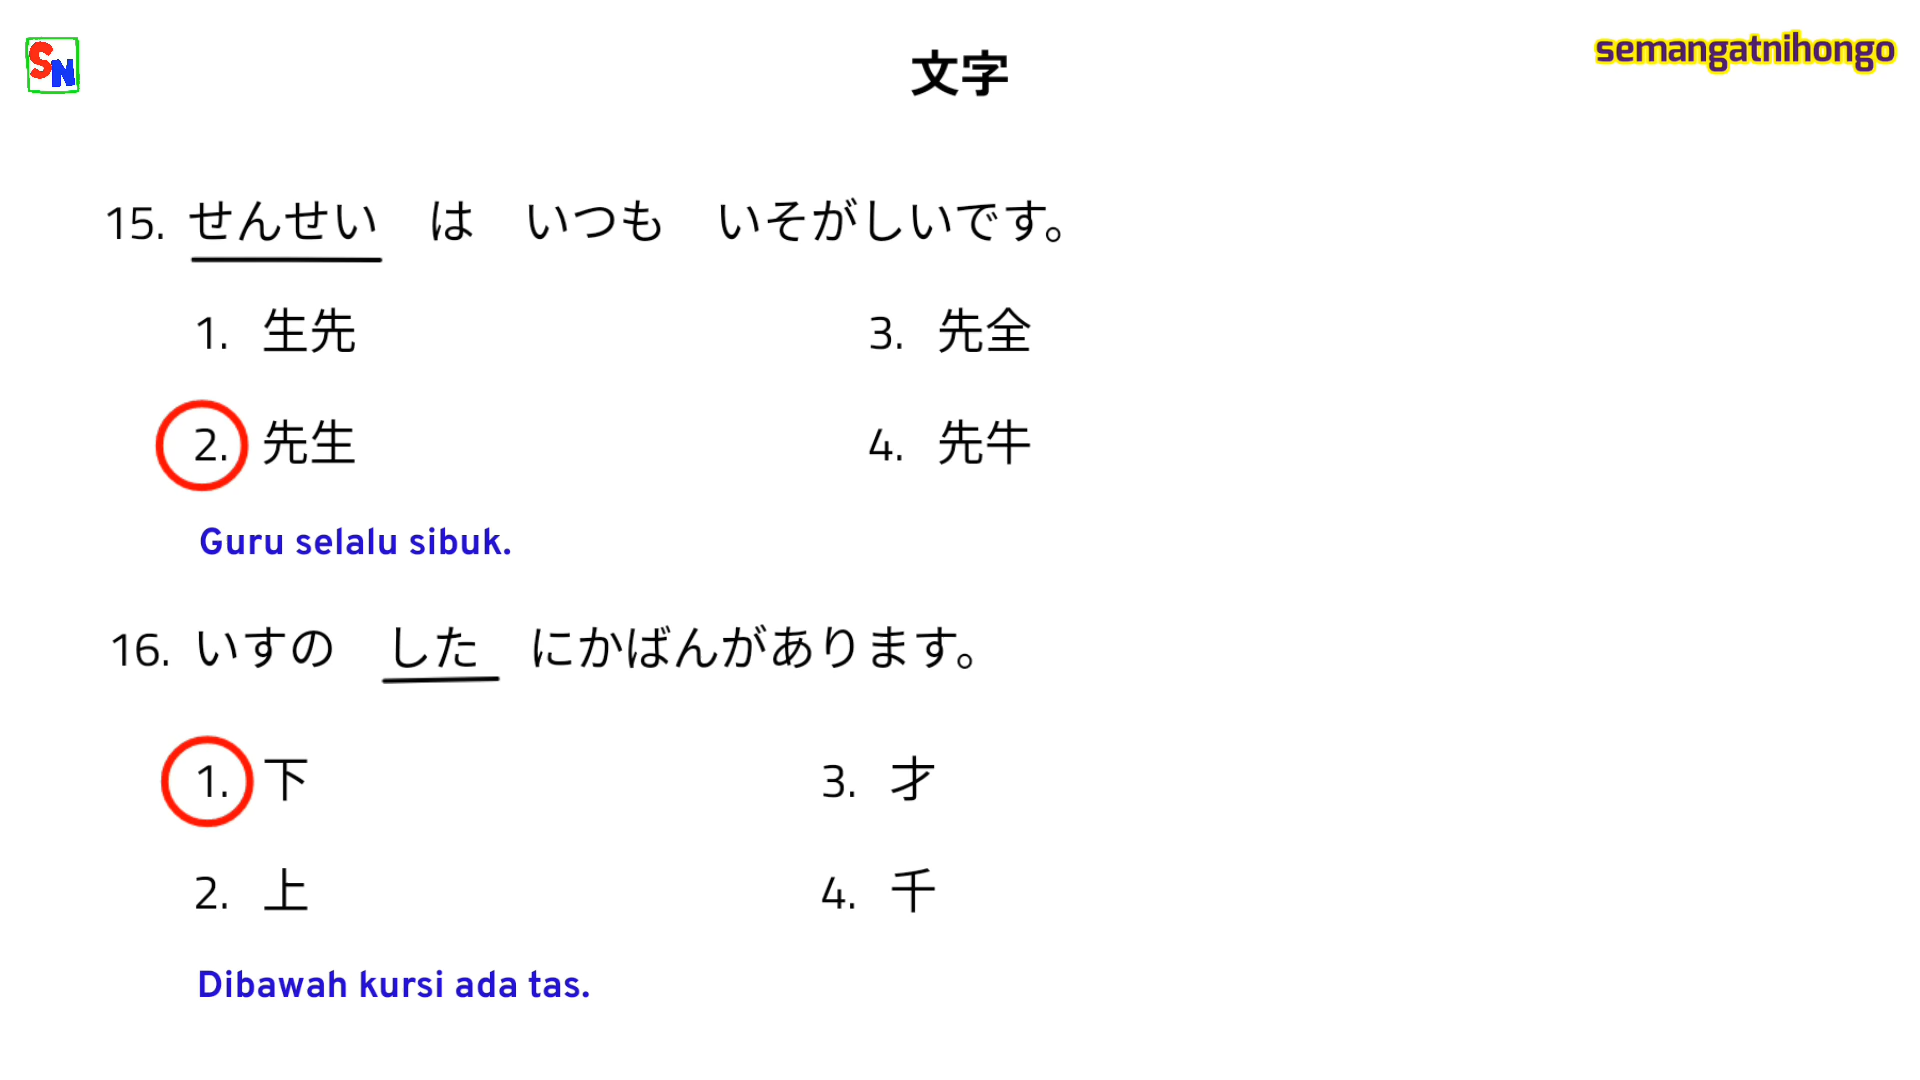 SN
文字
semangatnihongo
15. せんせい は いつも いそがしいです。
1. 生先
3. 先全
2. 先生
4. 先牛
Guru selalu sibuk.
16. いすの した にかばんがあります。
1. 下
3. 才
2. 上
4. 千
Dibawah kursi ada tas.